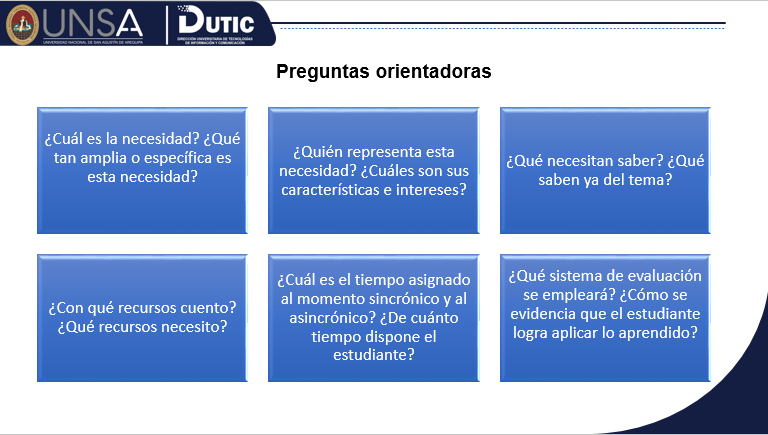 UNSA
UNIVERSIDAD NACIONAL DE SAN AGUSTÍN DE AREQUIPA
DUTIC
DIRECCIÓN UNIVERSITARIA DE TECNOLOGÍAS
DE INFORMACIÓN Y COMUNICACIÓN
Preguntas orientadoras
¿Cuál es la necesidad? ¿Qué
tan amplia o específica es
esta necesidad?
¿Quién representa esta
necesidad? ¿Cuáles son sus
características e intereses?
¿Qué necesitan saber? ¿Qué
saben ya del tema?
¿Con qué recursos cuento?
¿Qué recursos necesito?
¿Cuál es el tiempo asignado
al momento sincrónico y al
asincrónico? ¿De cuánto
tiempo dispone el
estudiante?
¿Qué sistema de evaluación
se empleará? ¿Cómo se
evidencia que el estudiante
logra aplicar lo aprendido?